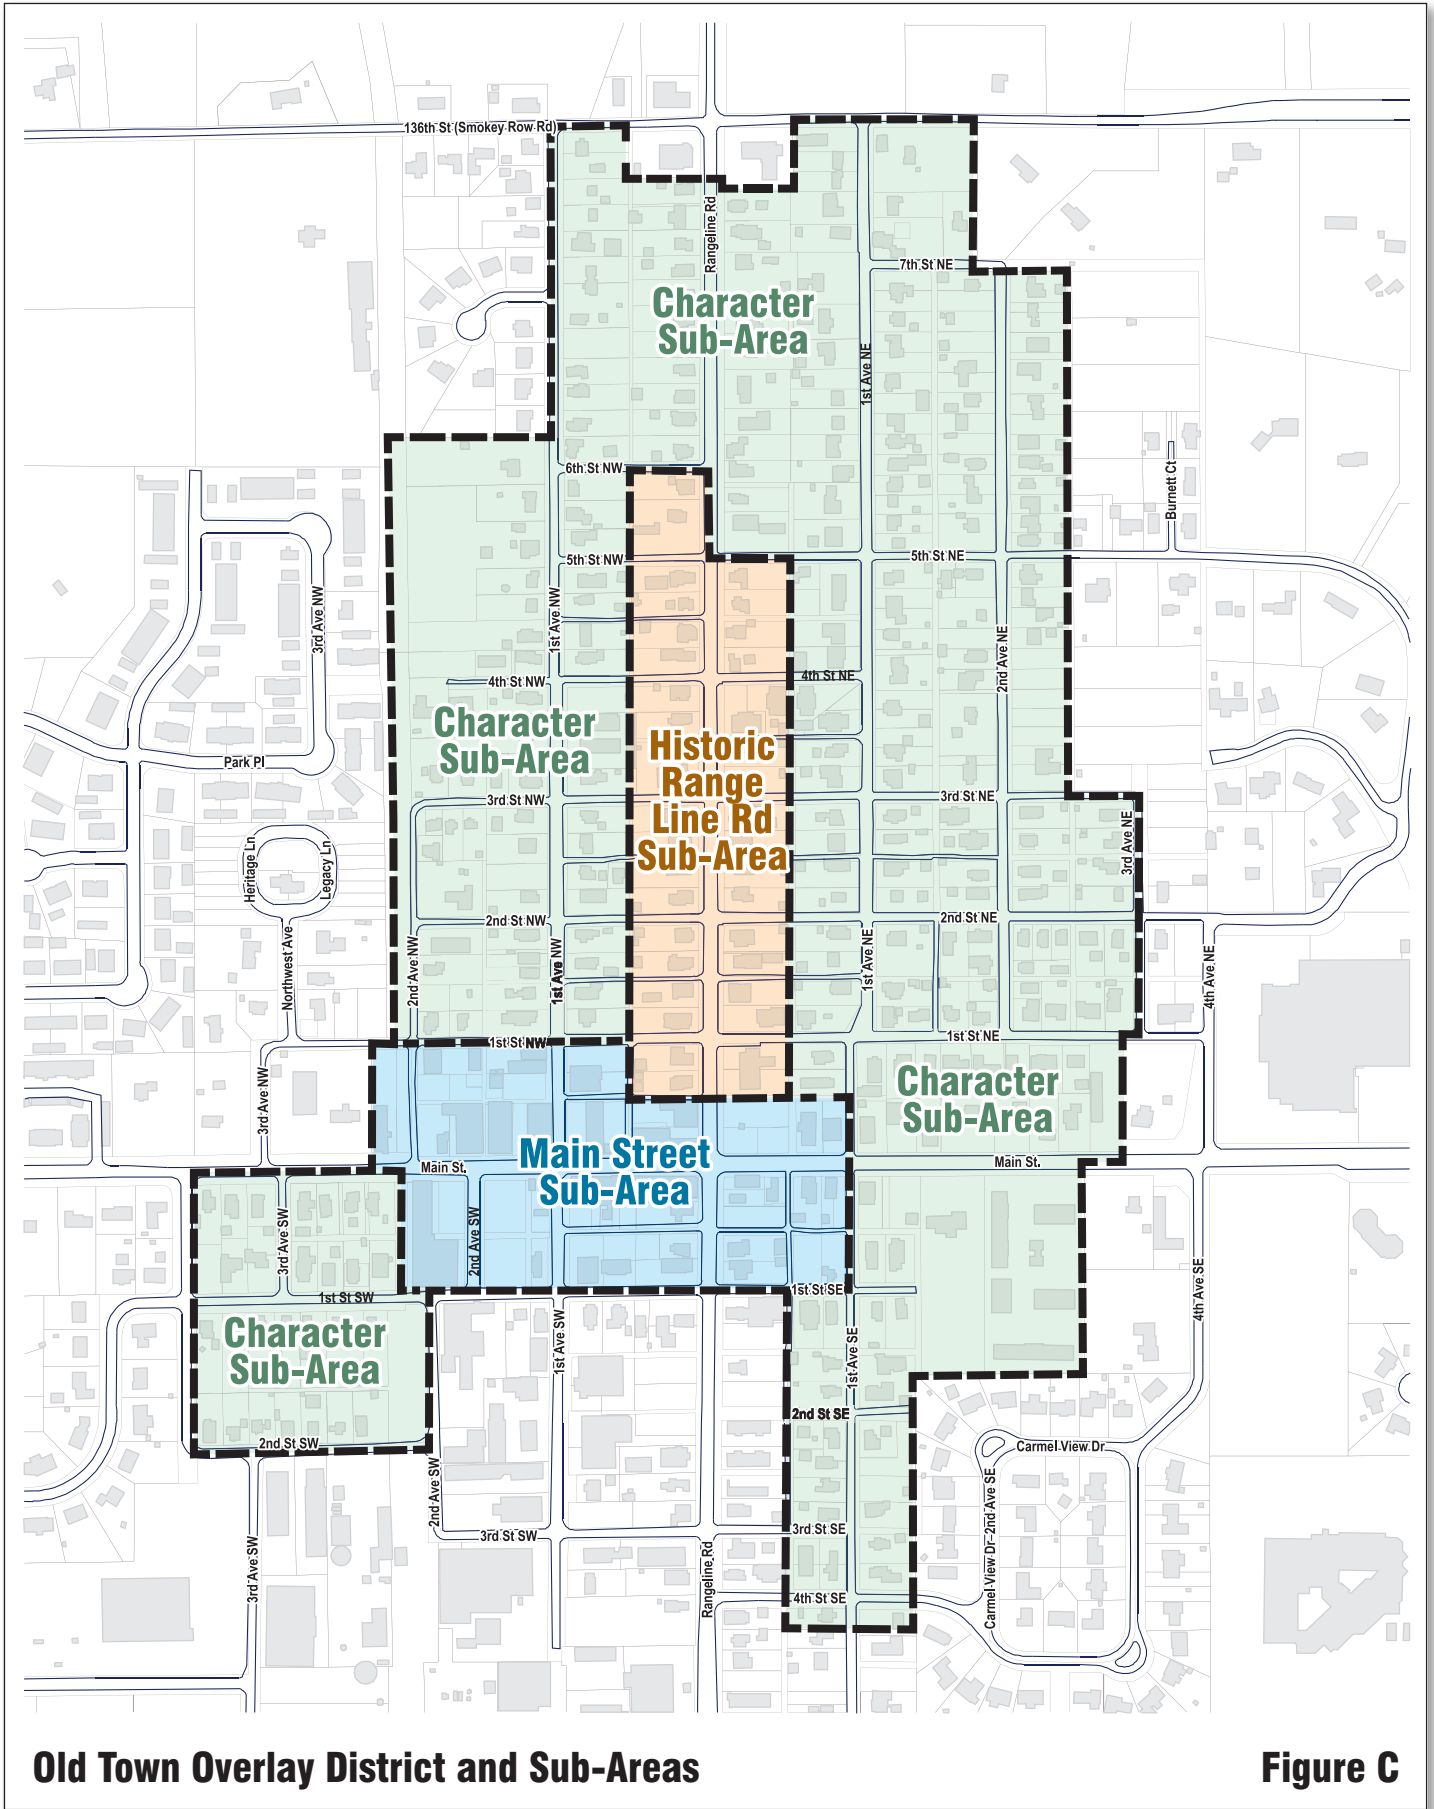 136th St (Smokey Row Rd)
Rangeline Rd
7th St NE
Character
Sub-Area
1st Ave NE
6th St NW
Burnett Ct
5th St NW
5th St NE
3rd Ave NW
1st Ave NW
2nd Ave NE
4th St NW
4th St NE
Character
Sub-Area
Historic
Range
Line Rd
Sub-Area
Park Pl
3rd St NW
3rd St NE
3rd Ave NE
Heritage Ln
Legacy Ln
2nd St NW
2nd St NE
Northwest Ave
2nd Ave NW
1st Ave NW
1st Ave NE
4th Ave NE
1st St NW
1st St NE
3rd Ave NW
Character
Sub-Area
Main Street
Sub-Area
Main St.
Main St.
3rd Ave SW
2nd Ave SW
4th Ave SE
1st St SW
1st St SE
Character
Sub-Area
1st Ave SW
1st Ave SE
2nd St SE
2nd St SW
Carmel View Dr
2nd Ave SW
Carmel View Dr
2nd Ave SE
3rd St SW
3rd St SE
3rd Ave SW
Rangeline Rd
4th St SE
Old Town Overlay District and Sub-Areas
Figure C